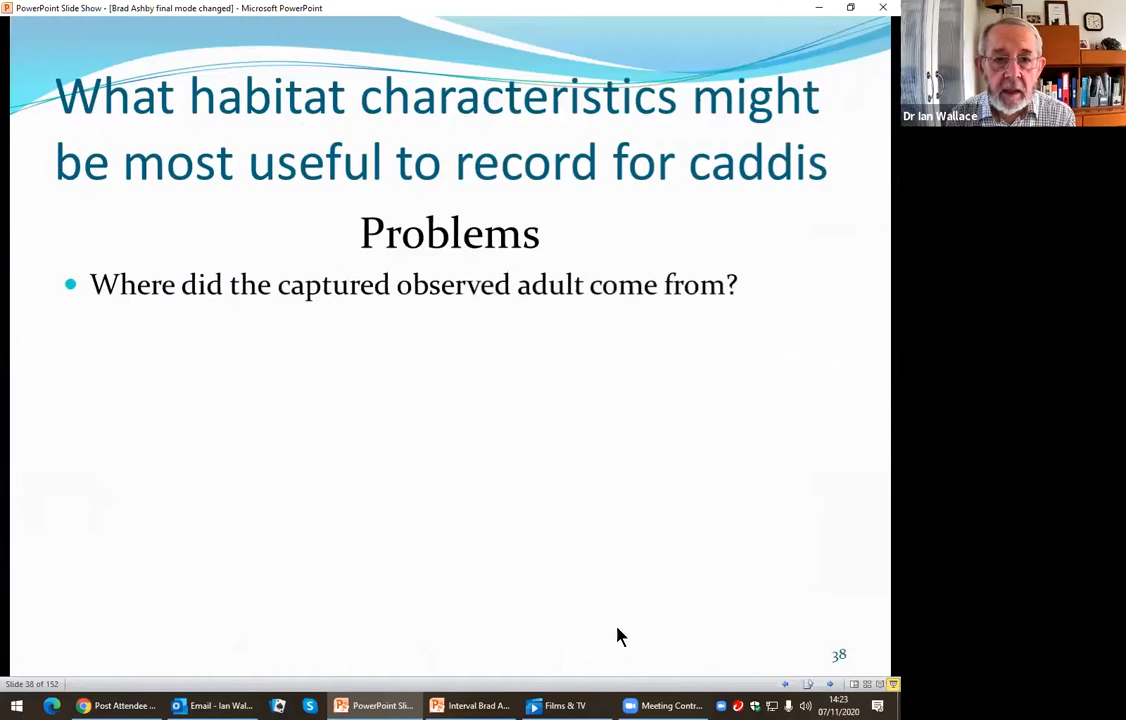 PowerPoint Slide Show - [Brad Ashby final mode changed] - Microsoft PowerPoint
What habitat characteristics might
be most useful to record for caddis
Problems
Where did the captured observed adult come from?
38
Dr Ian Wallace
Slide 38 of 152
Post Attendee ...
Email - Ian Wal...
PowerPoint Sli...
Interval Brad A...
Films & TV
Meeting Contr...
14:23
07/11/2020